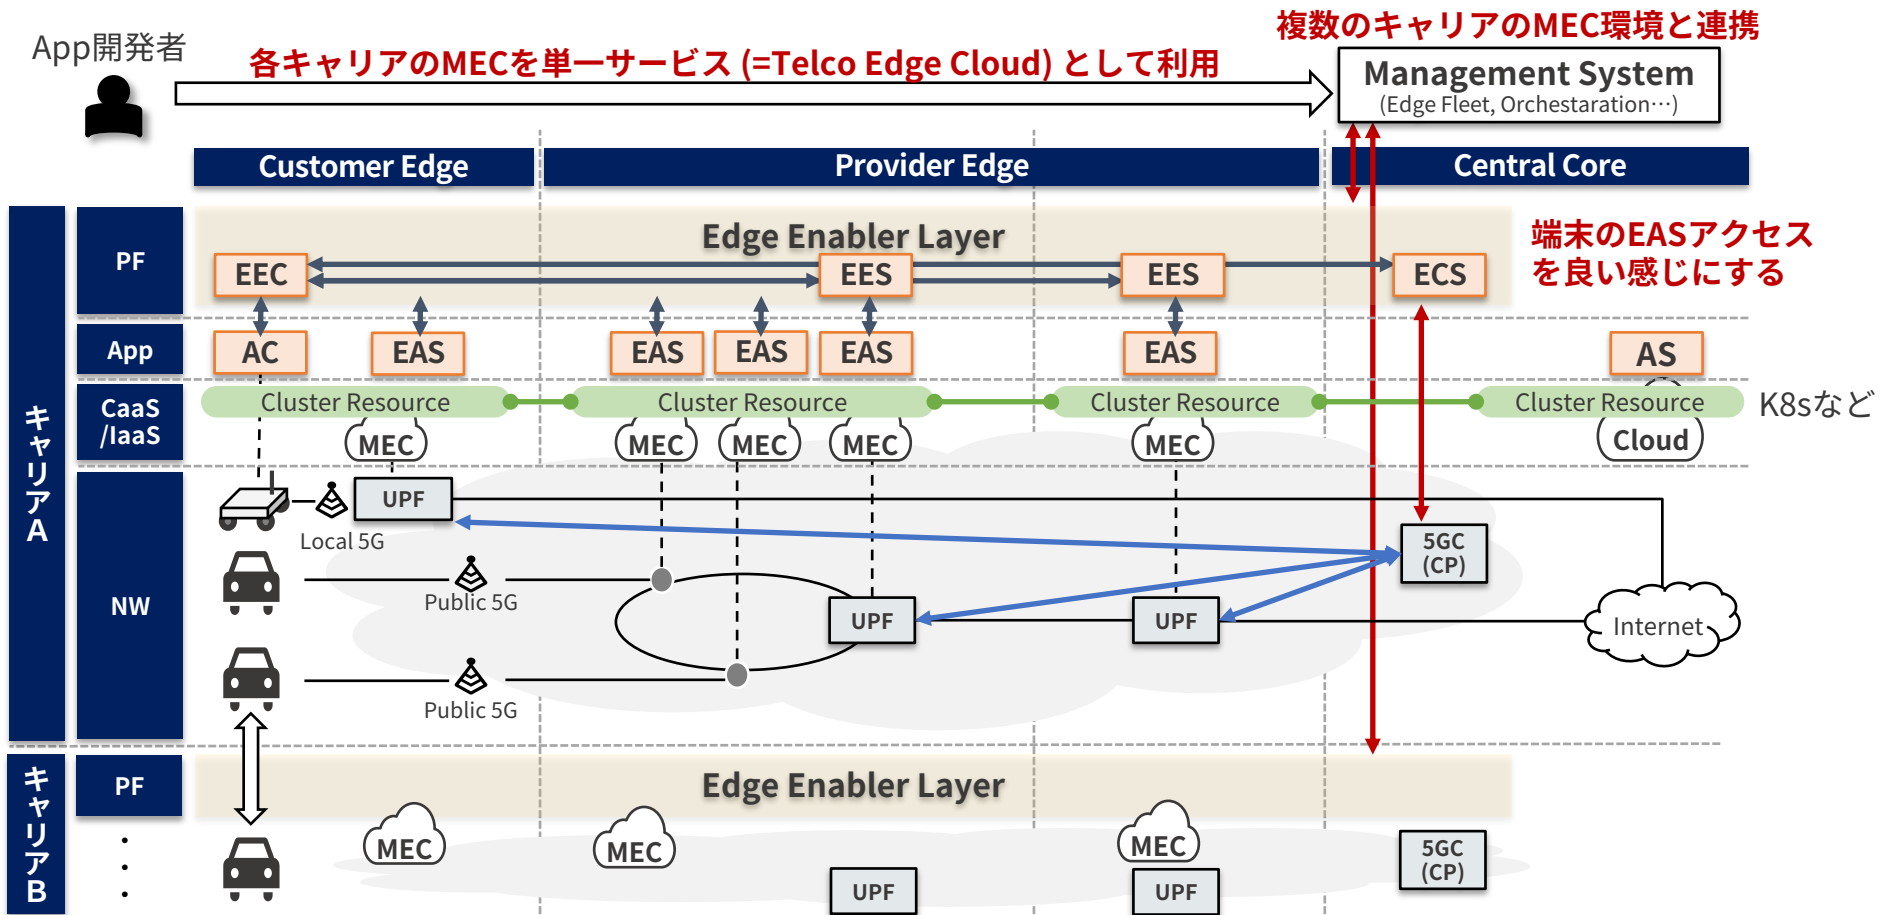 複数のキャリアのMEC環境と連携
App開発者
各キャリアのMECを単一サービス (=Telco Edge Cloud) として利用
Management System
(Edge Fleet, Orchestaration…)
Customer Edge
Provider Edge
Central Core
キャリアA
PF
Edge Enabler Layer
EEC
EES
EES
ECS
端末のEASアクセス
を良い感じにする
App
AC
EAS
EAS
EAS
EAS
EAS
AS
CaaS
/IaaS
Cluster Resource
Cluster Resource
Cluster Resource
Cluster Resource
K8sなど
MEC
MEC
MEC
MEC
MEC
Cloud
NW
UPF
Local 5G
5GC
(CP)
Public 5G
UPF
UPF
Internet
Public 5G
キャリアB
PF
Edge Enabler Layer
・
・
・
MEC
MEC
MEC
5GC
(CP)
UPF
UPF